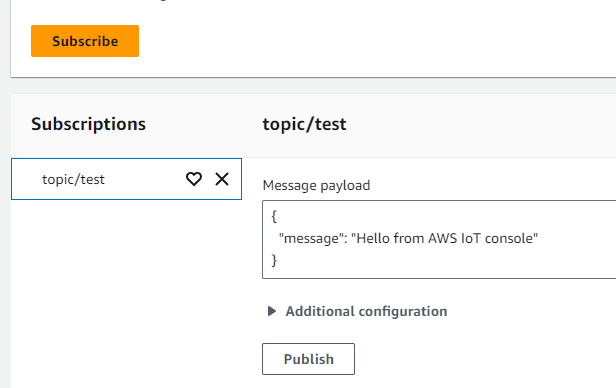 Subscribe
Subscriptions
topic/test
topic/test
Message payload
{
"message": "Hello from AWS IoT console"
}
Additional configuration
Publish